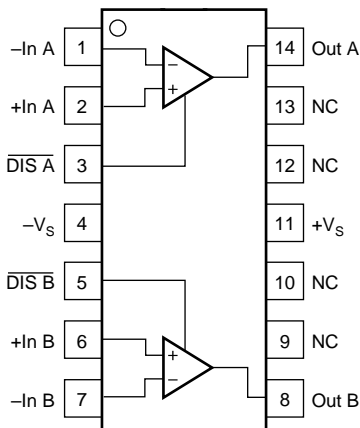 –In A 1 – 14 Out A
+In A 2 + 13 NC
DIS A 3 12 NC
–VS 4 11 +VS
DIS B 5 10 NC
+In B 6 + 9 NC
–In B 7 – 8 Out B